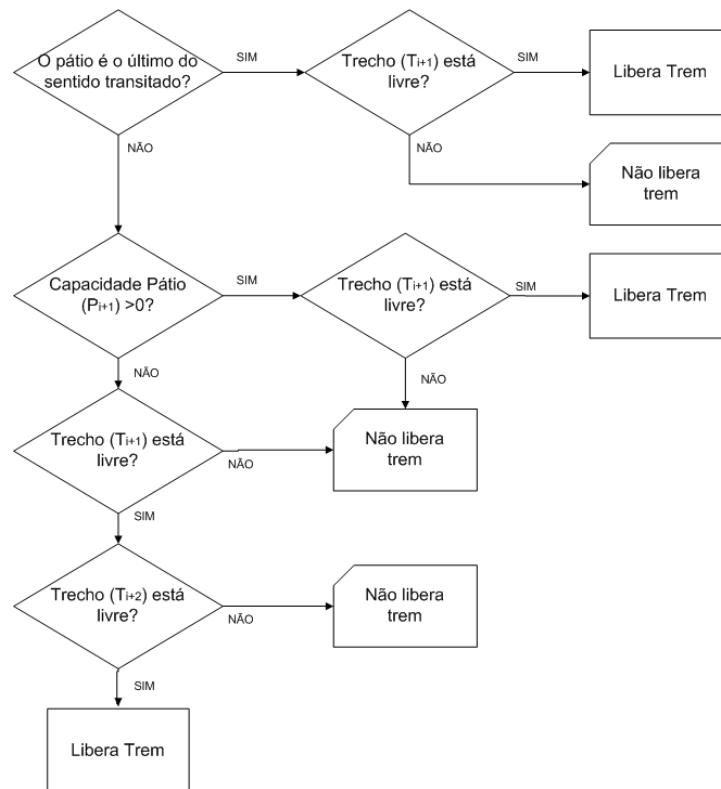 O pátio é o último do
sentido transitado?
SIM
Trecho (Ti+1) está
livre?
SIM
Libera Trem
NÃO
NÃO
Não libera
trem
Capacidade Pátio
(Pi+1) >0?
SIM
Trecho (Ti+1) está
livre?
SIM
Libera Trem
NÃO
NÃO
Trecho (Ti+1) está
livre?
NÃO
Não libera
trem
SIM
Trecho (Ti+2) está
livre?
NÃO
Não libera
trem
SIM
Libera Trem